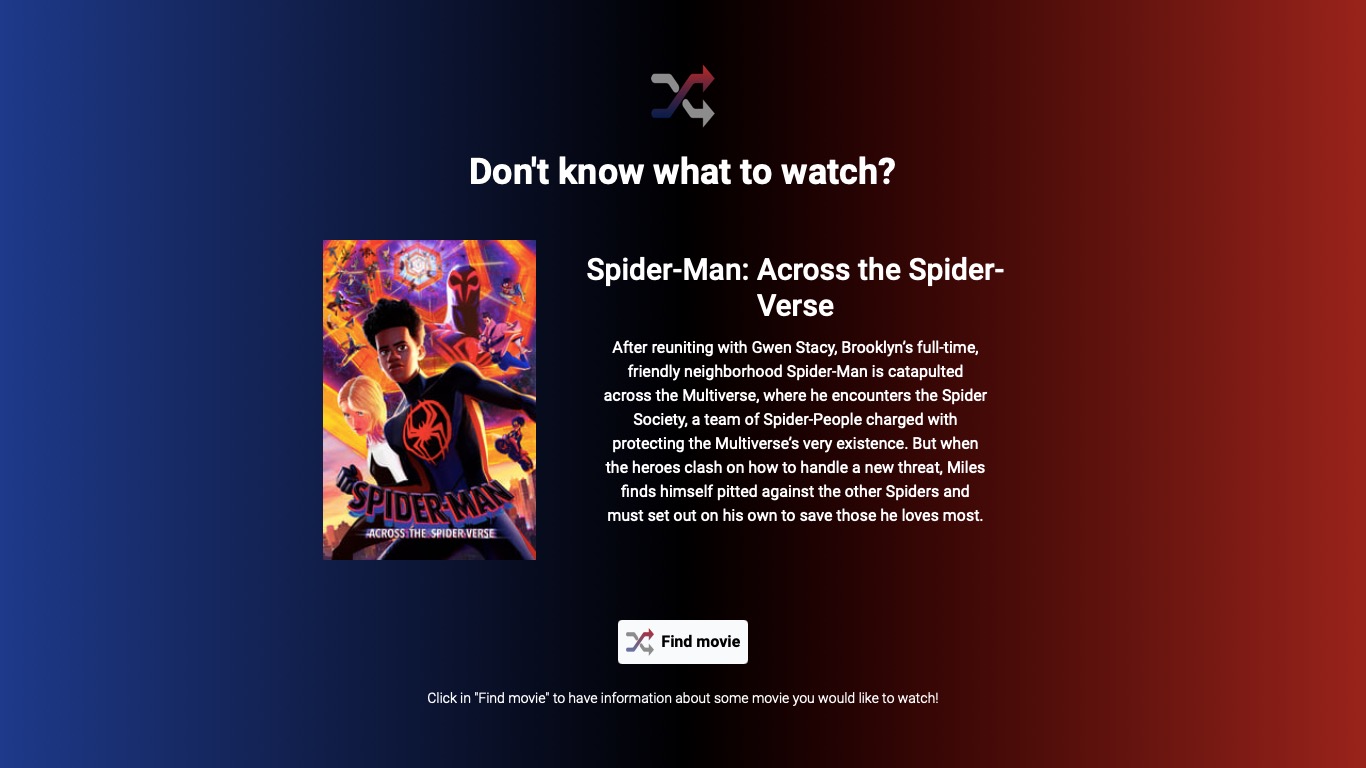 Don't know what to watch?
SPIDER-MAN
ACROSS THE SPIDER-VERSE
Spider-Man: Across the Spider-
Verse
After reuniting with Gwen Stacy, Brooklyn’s full-time,
friendly neighborhood Spider-Man is catapulted
across the Multiverse, where he encounters the Spider
Society, a team of Spider-People charged with
protecting the Multiverse’s very existence. But when
the heroes clash on how to handle a new threat, Miles
finds himself pitted against the other Spiders and
must set out on his own to save those he loves most.
Find movie
Click in "Find movie" to have information about some movie you would like to watch!